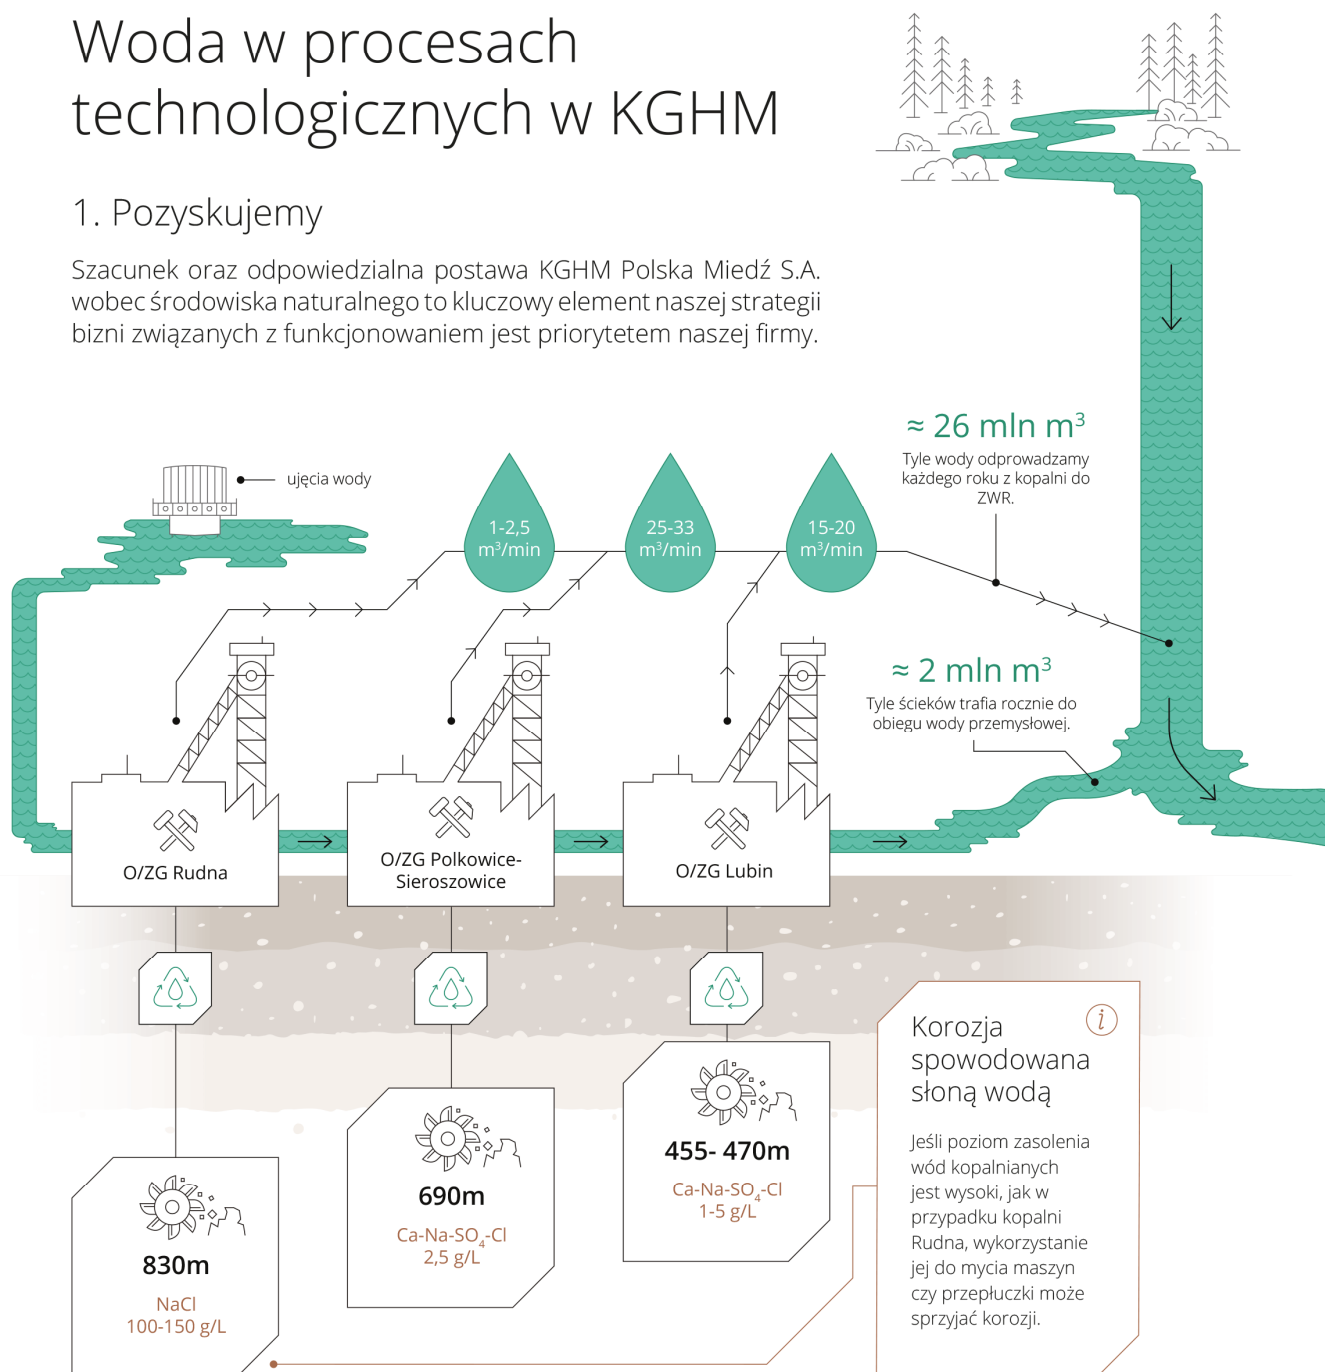 Woda w procesach
technologicznych w KGHM
1. Pozyskujemy
Szacunek oraz odpowiedzialna postawa KGHM Polska Miedź S.A.
wobec środowiska naturalnego to kluczowy element naszej strategii
bizni związanych z funkcjonowaniem jest priorytetem naszej firmy.
≈ 26 mln m³
Tyle wody odprowadzamy
każdego roku z kopalni do
ZWR.
ujęcia wody
1-2,5
m³/min
25-33
m³/min
15-20
m³/min
≈ 2 mln m³
Tyle ścieków trafia rocznie do
obiegu wody przemysłowej.
O/ZG Rudna
O/ZG Polkowice-
Sieroszowice
O/ZG Lubin
830m
NaCl
100-150 g/L
690m
Ca-Na-SO₄-Cl
2,5 g/L
455- 470m
Ca-Na-SO₄-Cl
1-5 g/L
i
Korozja
spowodowana
słoną wodą
Jeśli poziom zasolenia
wód kopalnianych
jest wysoki, jak w
przypadku kopalni
Rudna, wykorzystanie
jej do mycia maszyn
czy przepłuczki może
sprzyjać korozji.